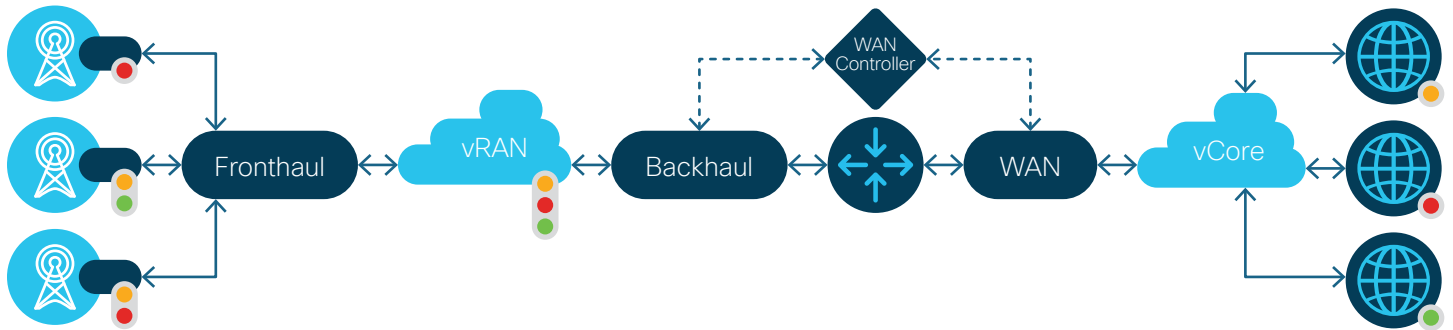 Fronthaul
vRAN
Backhaul
WAN
Controller
WAN
vCore